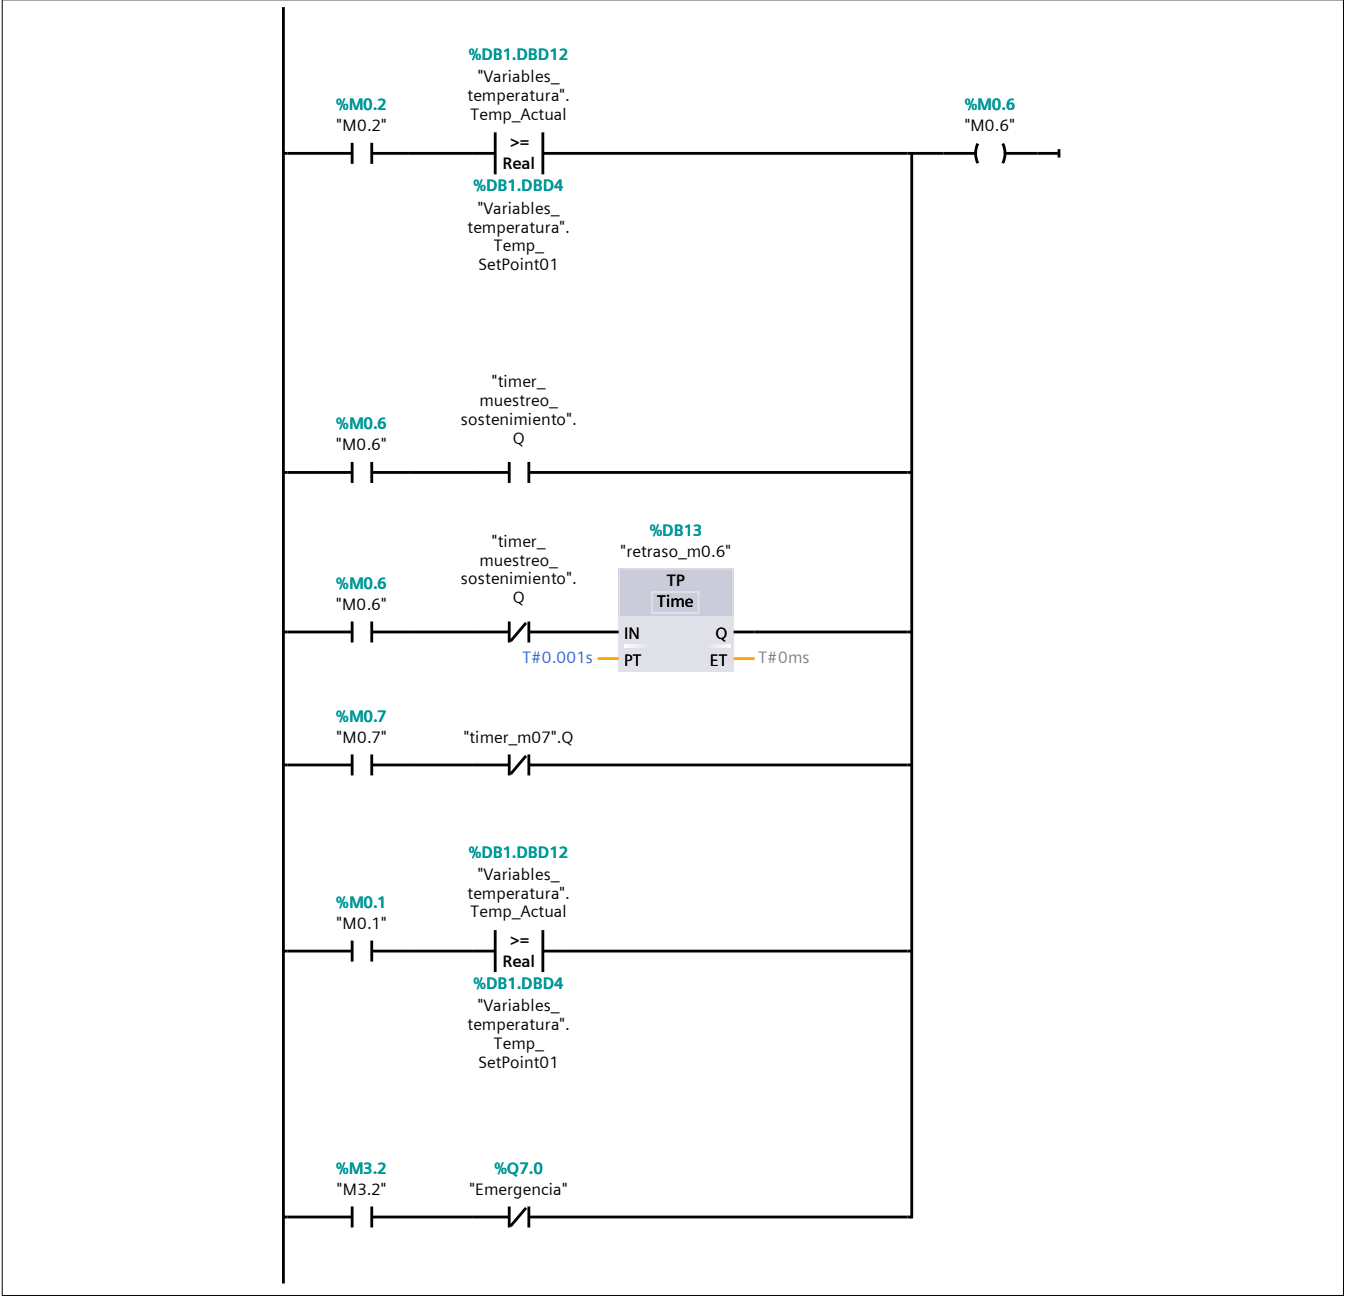 %DB1.DBD12
"Variables_
temperatura".
Temp_Actual
%M0.2
"M0.2"
>=
Real
%M0.6
"M0.6"
%DB1.DBD4
"Variables_
temperatura".
Temp_
SetPoint01
"timer_
muestreo_
sostenimiento".
Q
%M0.6
"M0.6"
"timer_
muestreo_
sostenimiento".
Q
%M0.6
"M0.6"
%DB13
"retraso_m0.6"
TP
Time
IN Q
T#0.001s PT ET T#0ms
%M0.7
"M0.7" "timer_m07".Q
%DB1.DBD12
"Variables_
temperatura".
Temp_Actual
%M0.1
"M0.1"
>=
Real
%DB1.DBD4
"Variables_
temperatura".
Temp_
SetPoint01
%M3.2 %Q7.0
"M3.2" "Emergencia"